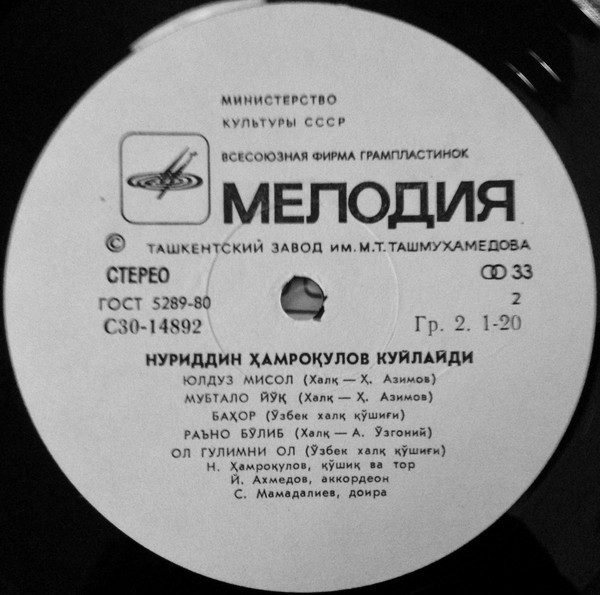 МИНИСТЕРСТВО
КУЛЬТУРЫ СССР
ВСЕСОЮЗНАЯ ФИРМА ГРАМПЛАСТИНОК
МЕЛОДИЯ
© ТАШКЕНТСКИЙ ЗАВОД ИМ. М. Т. ТАШМУХАМЕДОВА
СТЕРЕО 33
ГОСТ 5289-80 2
С30-14892 Гр. 2. 1-20
НУРИДДИН ҲАМРОҚУЛОВ КУЙЛАЙДИ
ЮЛДУЗ МИСОЛ (Халқ — Ҳ. Азимов)
МУБТАЛО ЙЎҚ (Халқ — Ҳ. Азимов)
БАҲОР (Ўзбек халқ қўшиғи)
РАЪНО БЎЛИБ (Халқ — А. Ўзгоний)
ОЛ ГУЛИМНИ ОЛ (Ўзбек халқ қўшиғи)
Н. Ҳамроқулов, қўшиқ ва тор
Й. Ахмедов, аккордеон
С. Мамадалиев, доира